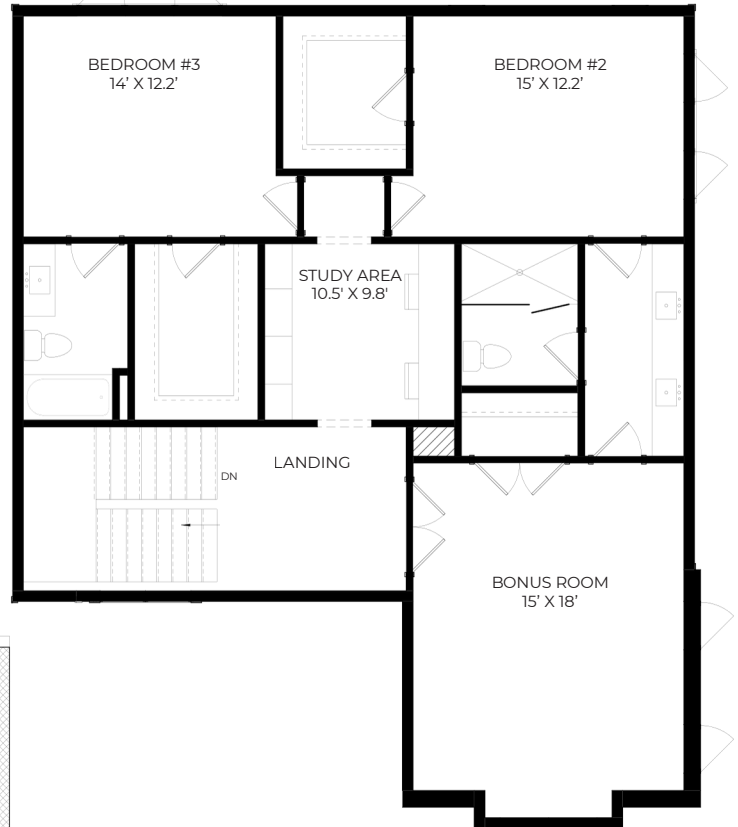 BEDROOM #3
14’ X 12.2’
BEDROOM #2
15’ X 12.2’
STUDY AREA
10.5' X 9.8'
LANDING
DN
BONUS ROOM
15’ X 18’